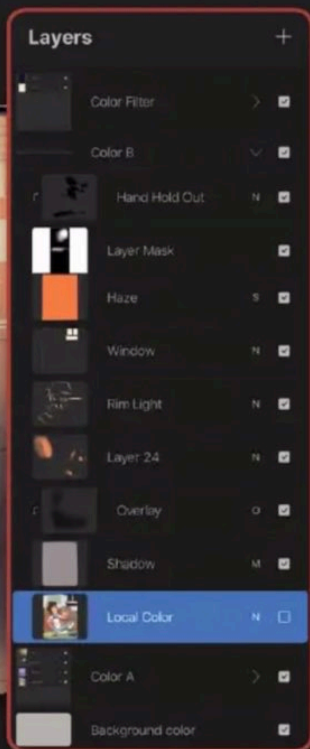 Layers +
Color Filter >
Color B
Hand Hold Out N
Layer Mask
Haze S
Window N
Rim Light N
Layer 24 N
Overlay O
Shadow M
Local Color N
Color A >
Background color